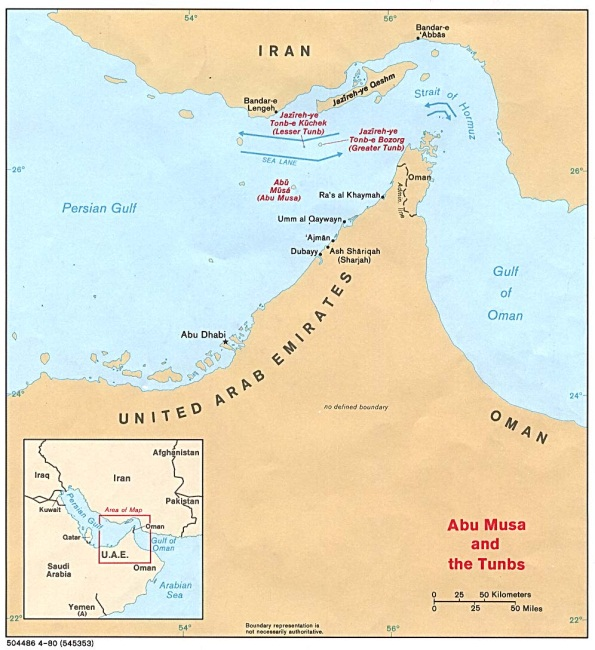 54°
56°
Bandar-e
'Abbās
IRAN
Strait of Hormuz
Jazīreh-ye Qeshm
Bandar-e
Lengeh
Jazīreh-ye
Tonb-e Kūchek
(Lesser Tunb)
Jazīreh-ye
Tonb-e Bozorg
(Greater Tunb)
SEA LANE
26°
26°
Abū
Mūsá
(Abu Musa)
Oman
Admin. line
Ra's al Khaymah
Persian Gulf
Umm al Qaywayn
'Ajmān
Ash Shāriqah
(Sharjah)
Dubayy
Gulf
of
Oman
Abu Dhabi
UNITED ARAB EMIRATES
24°
24°
no defined boundary
OMAN
Afghanistan
Iraq
Iran
Pakistan
Kuwait
Persian Gulf
Area of Map
Oman
Qatar
Gulf of
Oman
U.A.E.
Saudi
Arabia
Oman
Arabian
Sea
Yemen
(A)
Abu Musa
and
the Tunbs
0 25 50 Kilometers
0 25 50 Miles
22°
22°
54°
56°
Boundary representation is
not necessarily authoritative.
504486 4-80 (545353)